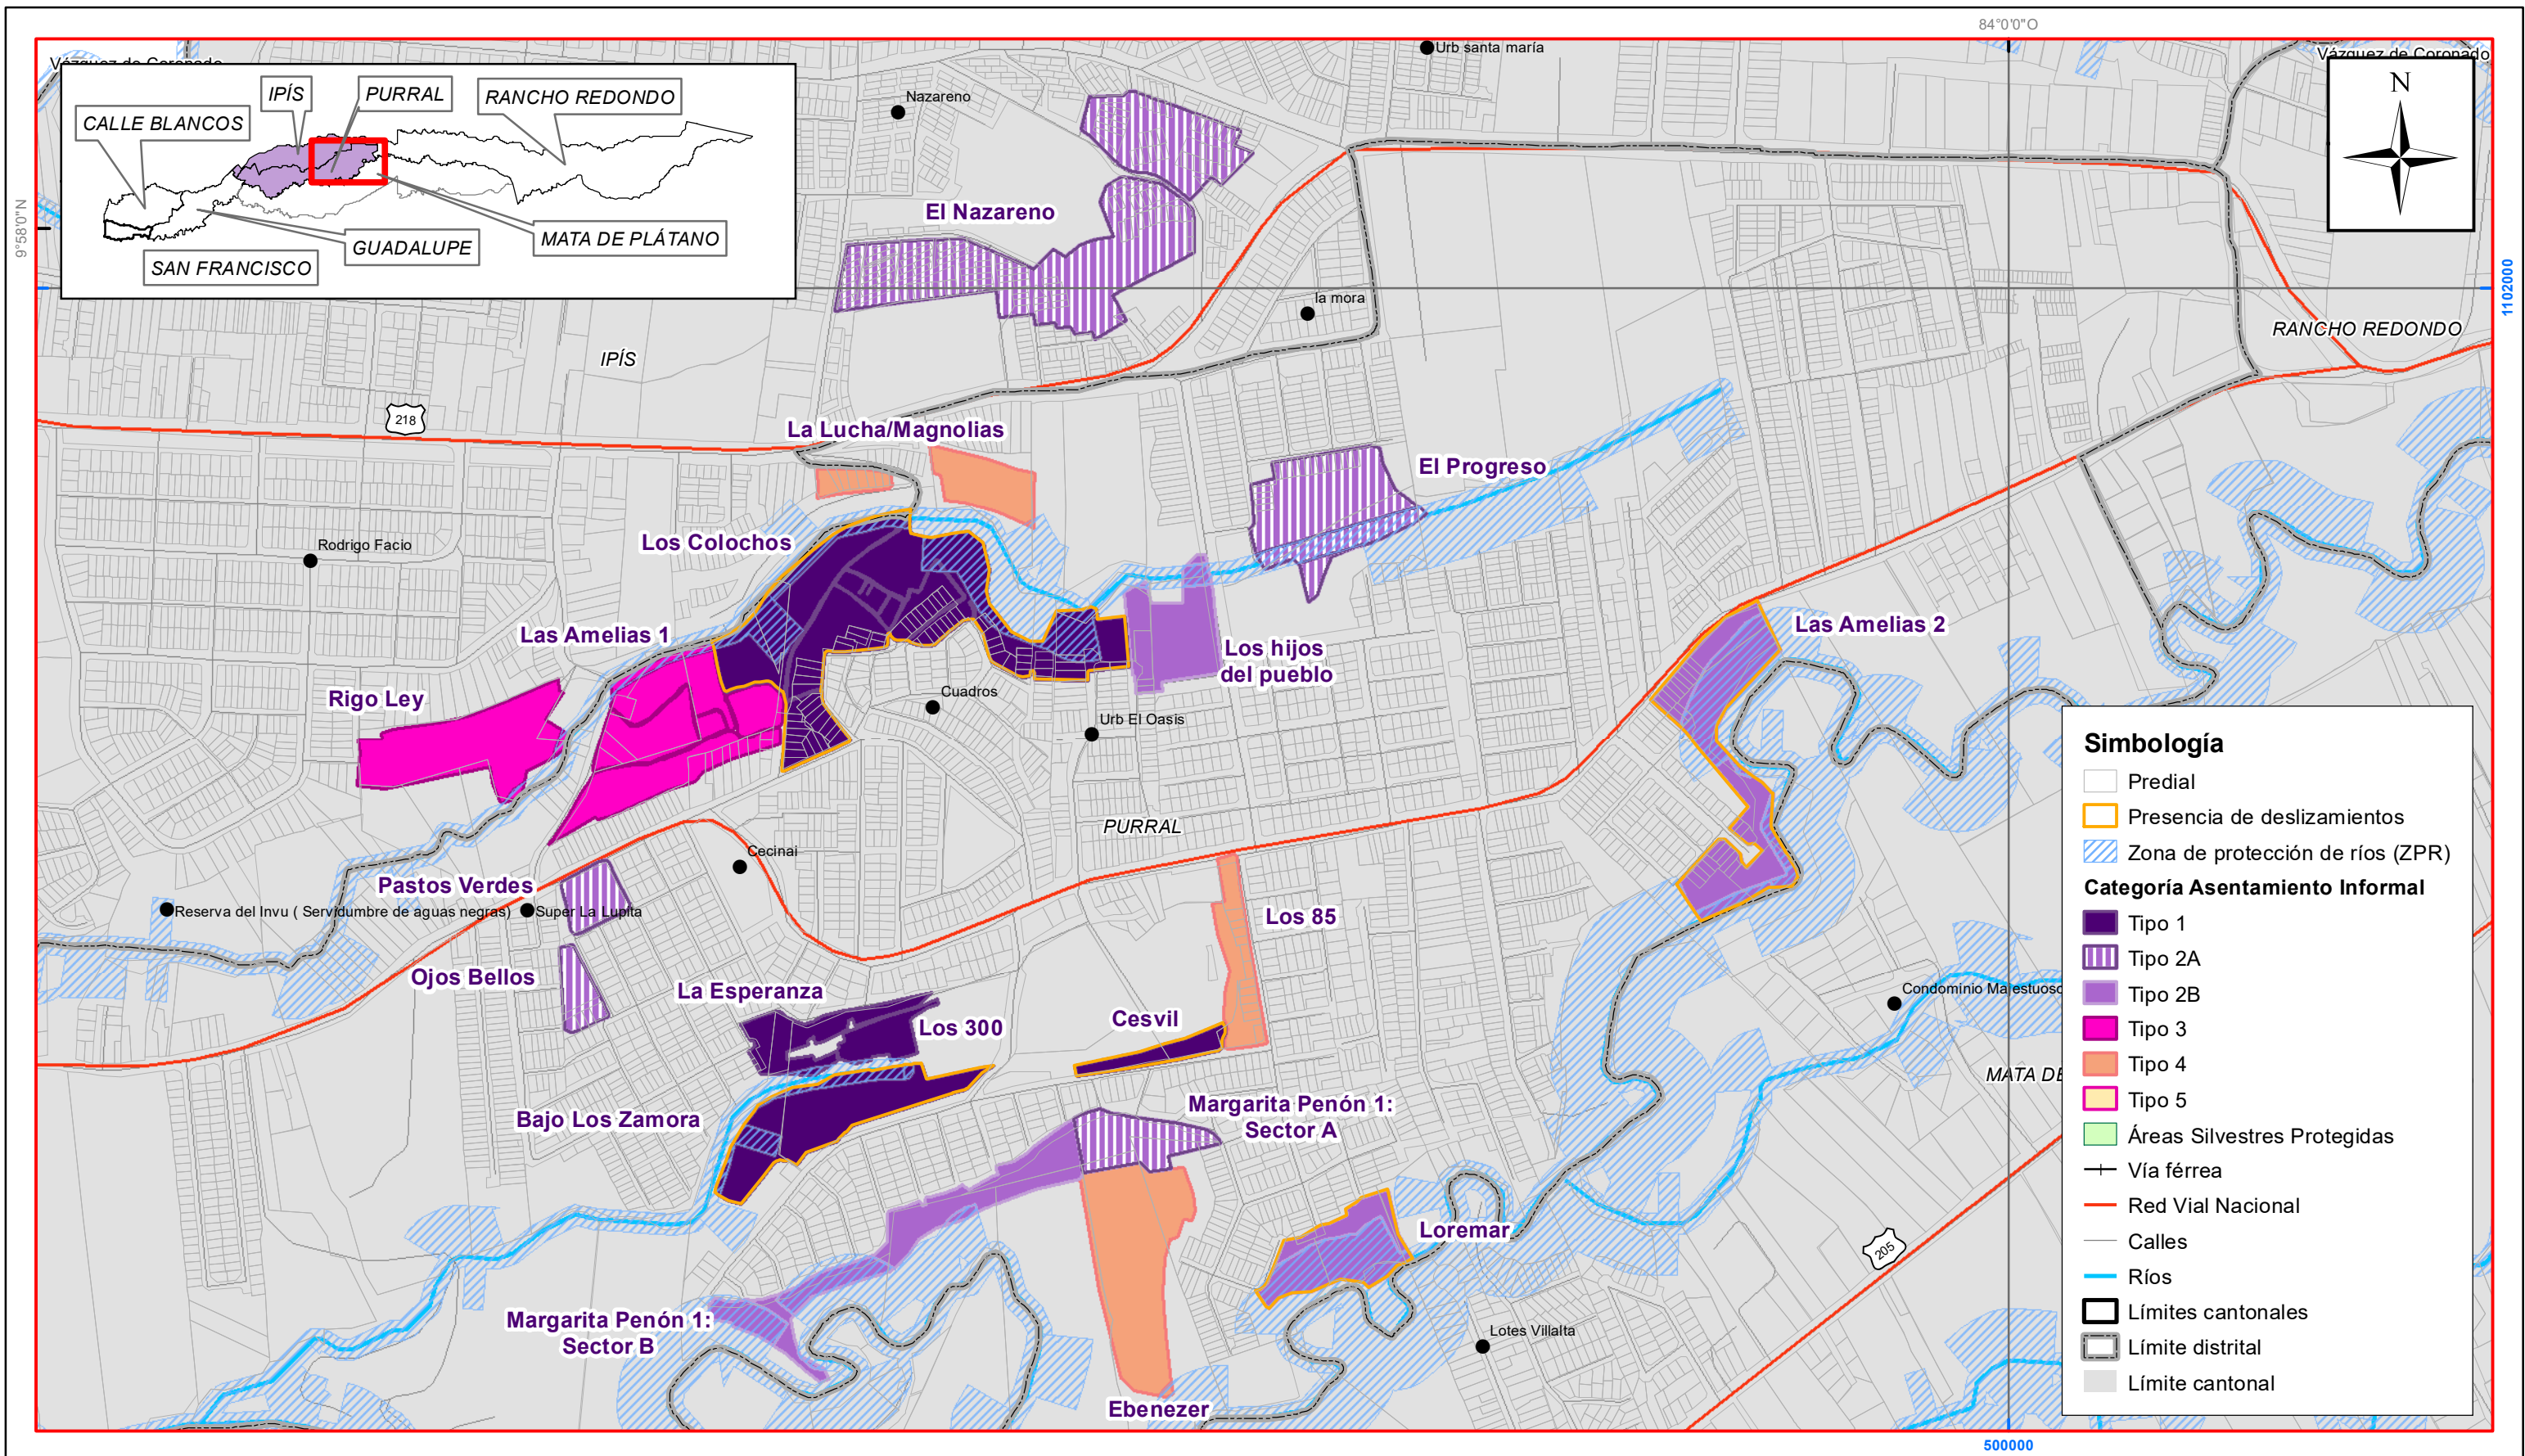 84°0'0"O
Urb santa maría
Vázquez de Coronado
Vázquez de Coronado
N
IPÍS
PURRAL
RANCHO REDONDO
CALLE BLANCOS
Nazareno
9°58'0"N
El Nazareno
MATA DE PLÁTANO
GUADALUPE
SAN FRANCISCO
1102000
la mora
RANCHO REDONDO
IPÍS
218
La Lucha/Magnolias
El Progreso
Los Colochos
Rodrigo Facio
Las Amelias 1
Las Amelias 2
Los hijos
del pueblo
Rigo Ley
Cuadros
Urb El Oasis
PURRAL
Cecinai
Pastos Verdes
Reserva del Invu ( Servidumbre de aguas negras)
Super La Lupita
Los 85
Ojos Bellos
La Esperanza
Condominio Majestuoso
Los 300
Cesvil
MATA DE
Bajo Los Zamora
Margarita Penón 1:
Sector A
Loremar
205
Margarita Penón 1:
Sector B
Lotes Villalta
Ebenezer
Simbología
Predial
Presencia de deslizamientos
Zona de protección de ríos (ZPR)
Categoría Asentamiento Informal
Tipo 1
Tipo 2A
Tipo 2B
Tipo 3
Tipo 4
Tipo 5
Áreas Silvestres Protegidas
Vía férrea
Red Vial Nacional
Calles
Ríos
Límites cantonales
Límite distrital
Límite cantonal
500000